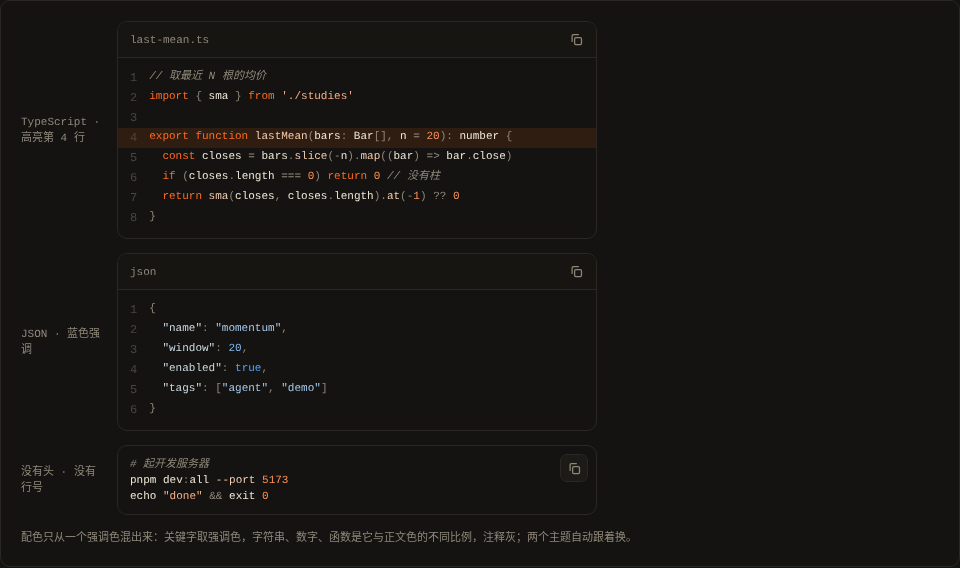 last-mean.ts
TypeScript ·
高亮第 4 行
1 // 取最近 N 根的均价
2 import { sma } from './studies'
3
4 export function lastMean(bars: Bar[], n = 20): number {
5   const closes = bars.slice(-n).map((bar) => bar.close)
6   if (closes.length === 0) return 0 // 没有柱
7   return sma(closes, closes.length).at(-1) ?? 0
8 }
json
JSON · 蓝色强
调
1 {
2   "name": "momentum",
3   "window": 20,
4   "enabled": true,
5   "tags": ["agent", "demo"]
6 }
没有头 · 没有
行号
# 起开发服务器
pnpm dev:all --port 5173
echo "done" && exit 0
配色只从一个强调色混出来：关键字取强调色，字符串、数字、函数是它与正文色的不同比例，注释灰；两个主题自动跟着换。